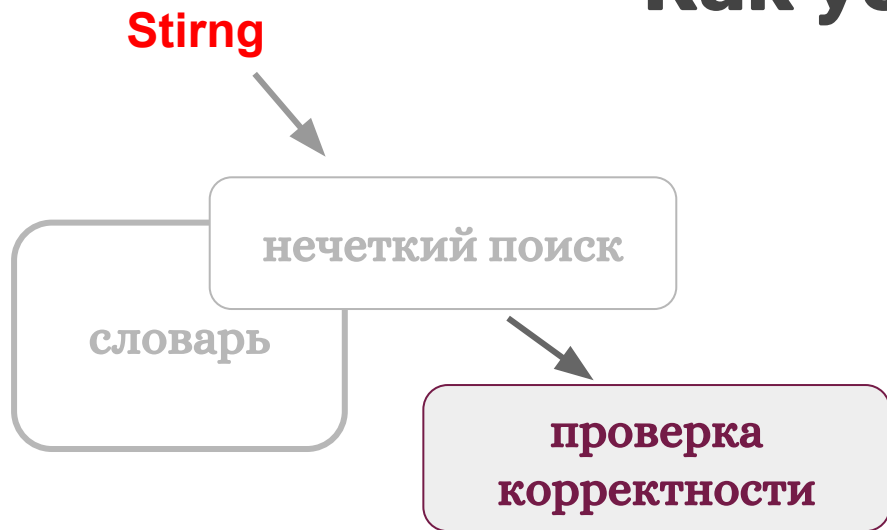 Stirng
нечеткий поиск
словарь
проверка
корректности